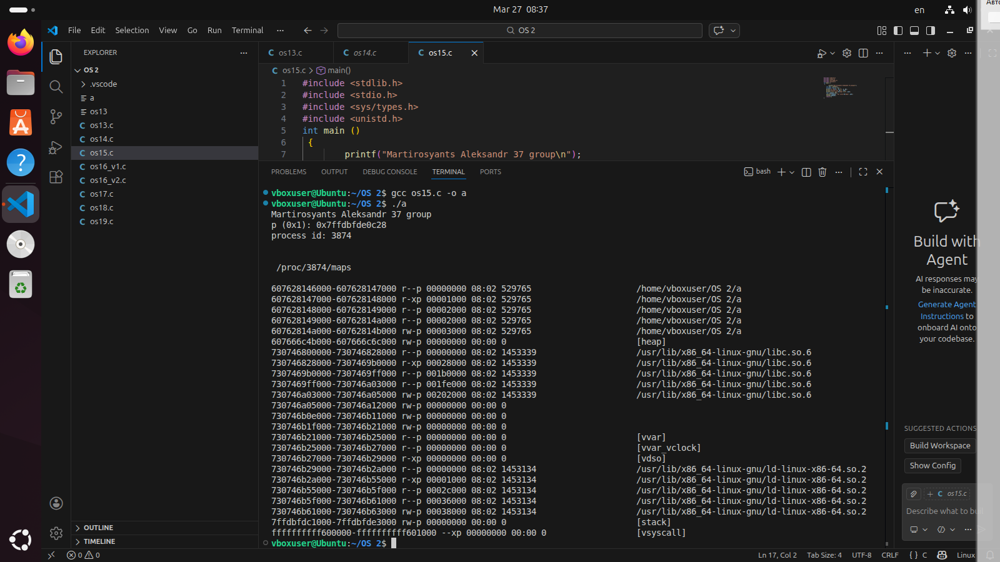 Mar 27 08:37
en
Авто
File Edit Selection View Go Run Terminal ···
OS 2
EXPLORER
OS 2
.vscode
a
os13
os13.c
os14.c
os15.c
os16_v1.c
os16_v2.c
os17.c
os18.c
os19.c
OUTLINE
TIMELINE
os13.c os14.c os15.c
os15.c > main()
1 #include <stdlib.h>
2 #include <stdio.h>
3 #include <sys/types.h>
4 #include <unistd.h>
5 int main ()
6 {
7 printf("Martirosyants Aleksandr 37 group\n");
PROBLEMS OUTPUT DEBUG CONSOLE TERMINAL PORTS
bash
vboxuser@Ubuntu:~/OS 2$ gcc os15.c -o a
vboxuser@Ubuntu:~/OS 2$ ./a
Martirosyants Aleksandr 37 group
p (0x1): 0x7ffdbfde0c28
process id: 3874
/proc/3874/maps
607628146000-607628147000 r--p 00000000 08:02 529765 /home/vboxuser/OS 2/a
607628147000-607628148000 r-xp 00001000 08:02 529765 /home/vboxuser/OS 2/a
607628148000-607628149000 r--p 00002000 08:02 529765 /home/vboxuser/OS 2/a
607628149000-60762814a000 r--p 00002000 08:02 529765 /home/vboxuser/OS 2/a
60762814a000-60762814b000 rw-p 00003000 08:02 529765 /home/vboxuser/OS 2/a
607666c4b000-607666c6c000 rw-p 00000000 00:00 0 [heap]
730746800000-730746828000 r--p 00000000 08:02 1453339 /usr/lib/x86_64-linux-gnu/libc.so.6
730746828000-7307469b0000 r-xp 00028000 08:02 1453339 /usr/lib/x86_64-linux-gnu/libc.so.6
7307469b0000-7307469ff000 r--p 001b0000 08:02 1453339 /usr/lib/x86_64-linux-gnu/libc.so.6
7307469ff000-730746a03000 r--p 001fe000 08:02 1453339 /usr/lib/x86_64-linux-gnu/libc.so.6
730746a03000-730746a05000 rw-p 00202000 08:02 1453339 /usr/lib/x86_64-linux-gnu/libc.so.6
730746a05000-730746a12000 rw-p 00000000 00:00 0
730746b0e000-730746b11000 rw-p 00000000 00:00 0
730746b1f000-730746b21000 rw-p 00000000 00:00 0
730746b21000-730746b25000 r--p 00000000 00:00 0 [vvar]
730746b25000-730746b27000 r--p 00000000 00:00 0 [vvar_vclock]
730746b27000-730746b29000 r-xp 00000000 00:00 0 [vdso]
730746b29000-730746b2a000 r--p 00000000 08:02 1453134 /usr/lib/x86_64-linux-gnu/ld-linux-x86-64.so.2
730746b2a000-730746b55000 r-xp 00001000 08:02 1453134 /usr/lib/x86_64-linux-gnu/ld-linux-x86-64.so.2
730746b55000-730746b5f000 r--p 0002c000 08:02 1453134 /usr/lib/x86_64-linux-gnu/ld-linux-x86-64.so.2
730746b5f000-730746b61000 r--p 00036000 08:02 1453134 /usr/lib/x86_64-linux-gnu/ld-linux-x86-64.so.2
730746b61000-730746b63000 rw-p 00038000 08:02 1453134 /usr/lib/x86_64-linux-gnu/ld-linux-x86-64.so.2
7ffdbfdc1000-7ffdbfde3000 rw-p 00000000 00:00 0 [stack]
ffffffffff600000-ffffffffff601000 --xp 00000000 00:00 0 [vsyscall]
vboxuser@Ubuntu:~/OS 2$
Build with
Agent
AI responses may
be inaccurate.
Generate Agent
Instructions to
onboard AI onto
your codebase.
SUGGESTED ACTIONS
Build Workspace
Show Config
os15.c
Describe what to buil
0 0
Ln 17, Col 2 Tab Size: 4 UTF-8 CRLF {} C Linux